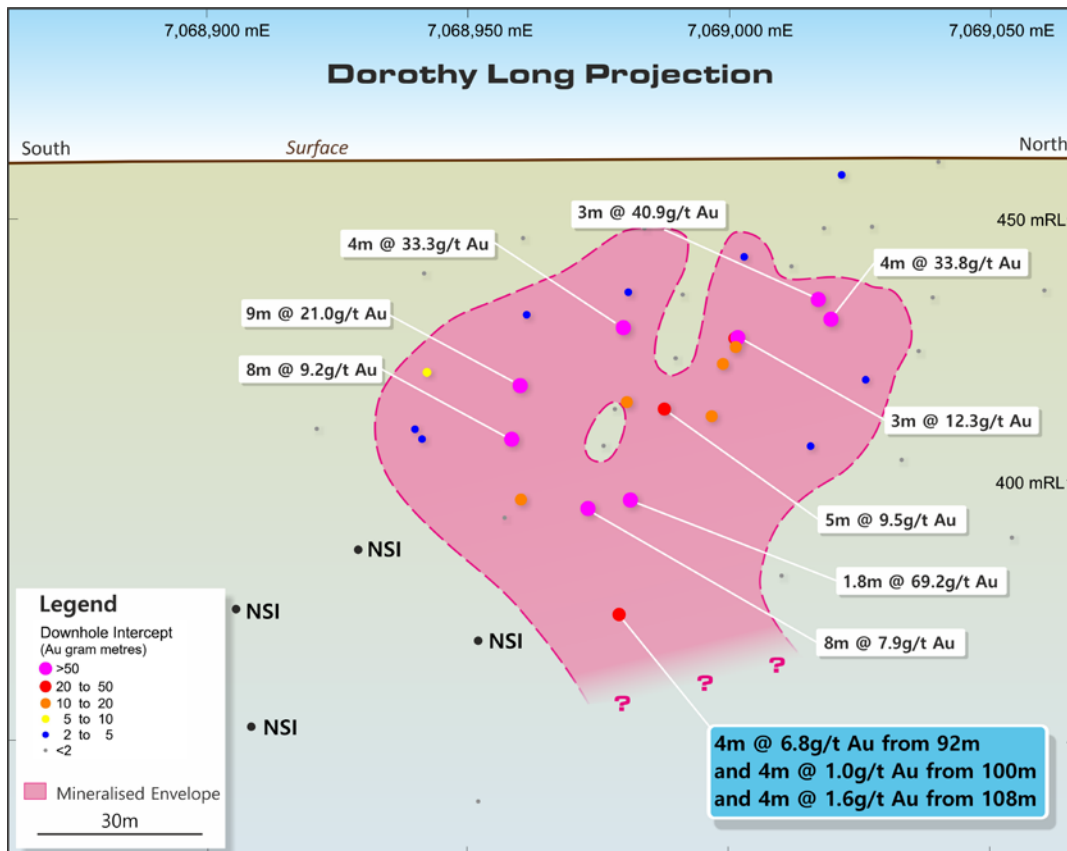 7,068,900 mE
7,068,950 mE
7,069,000 mE
7,069,050 mE
Dorothy Long Projection
South
Surface
North
3m @ 40.9g/t Au
450 mRL
4m @ 33.3g/t Au
4m @ 33.8g/t Au
9m @ 21.0g/t Au
8m @ 9.2g/t Au
3m @ 12.3g/t Au
400 mRL
5m @ 9.5g/t Au
NSI
1.8m @ 69.2g/t Au
NSI
NSI
8m @ 7.9g/t Au
? ? ?
NSI
4m @ 6.8g/t Au from 92m
and 4m @ 1.0g/t Au from 100m
and 4m @ 1.6g/t Au from 108m
Legend
Downhole Intercept
(Au gram metres)
>50
20 to 50
10 to 20
5 to 10
2 to 5
<2
Mineralised Envelope
30m